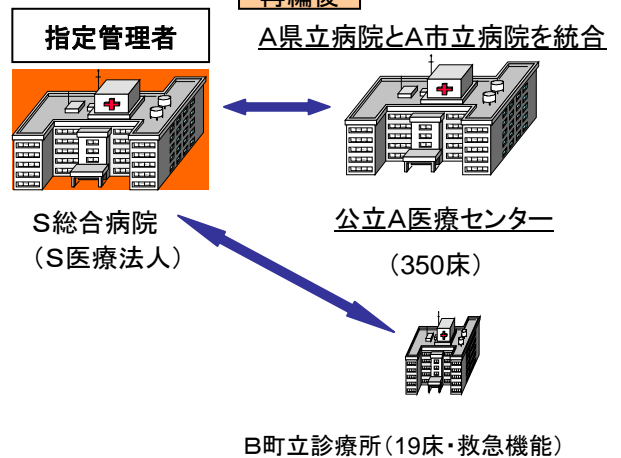 再編後
指定管理者
A県立病院とA市立病院を統合
S総合病院
（S医療法人）
公立A医療センター
（350床）
B町立診療所（19床・救急機能）